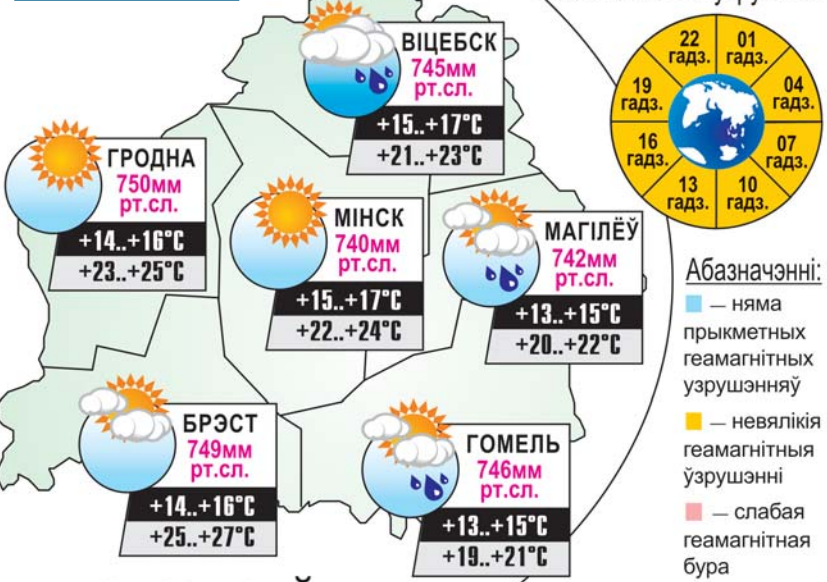 ВІЦЕБСК
745мм
рт.сл.
+15..+17°C
+21..+23°C
ГРОДНА
750мм
рт.сл.
+14..+16°C
+23..+25°C
МІНСК
740мм
рт.сл.
+15..+17°C
+22..+24°C
МАГІЛЁЎ
742мм
рт.сл.
+13..+15°C
+20..+22°C
БРЭСТ
749мм
рт.сл.
+14..+16°C
+25..+27°C
ГОМЕЛЬ
746мм
рт.сл.
+13..+15°C
+19..+21°C
22
гадз.
01
гадз.
04
гадз.
07
гадз.
10
гадз.
13
гадз.
16
гадз.
19
гадз.
Абазначэнні:
— няма
прыкметных
геамагнітных
узрушэнняў
— невялікія
геамагнітныя
ўзрушэнні
— слабая
геамагнітная
бура